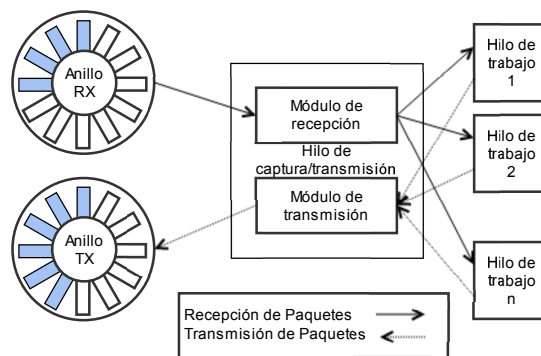 Anillo
RX
Módulo de
recepción
Hilo de
captura/transmisión
Módulo de
transmisión
Anillo
TX
Hilo de
trabajo
1
Hilo de
trabajo
2
Hilo de
trabajo
n
Recepción de Paquetes
Transmisión de Paquetes